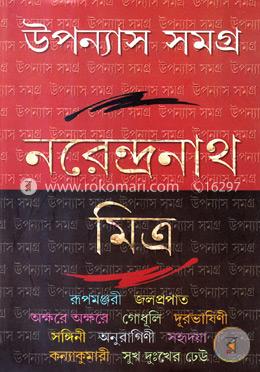 উপন্যাস সমগ্র
নরেন্দ্রনাথ
www.rokomari.com
16297
মিত্র
রূপমঞ্জরী জলপ্রপাত
অক্ষরে অক্ষরে গোধূলি দূরভাষিণী
সঙ্গিনী অনুরাগিণী সহৃদয়া
কন্যাকুমারী সুখ দুঃখের ঢেউ